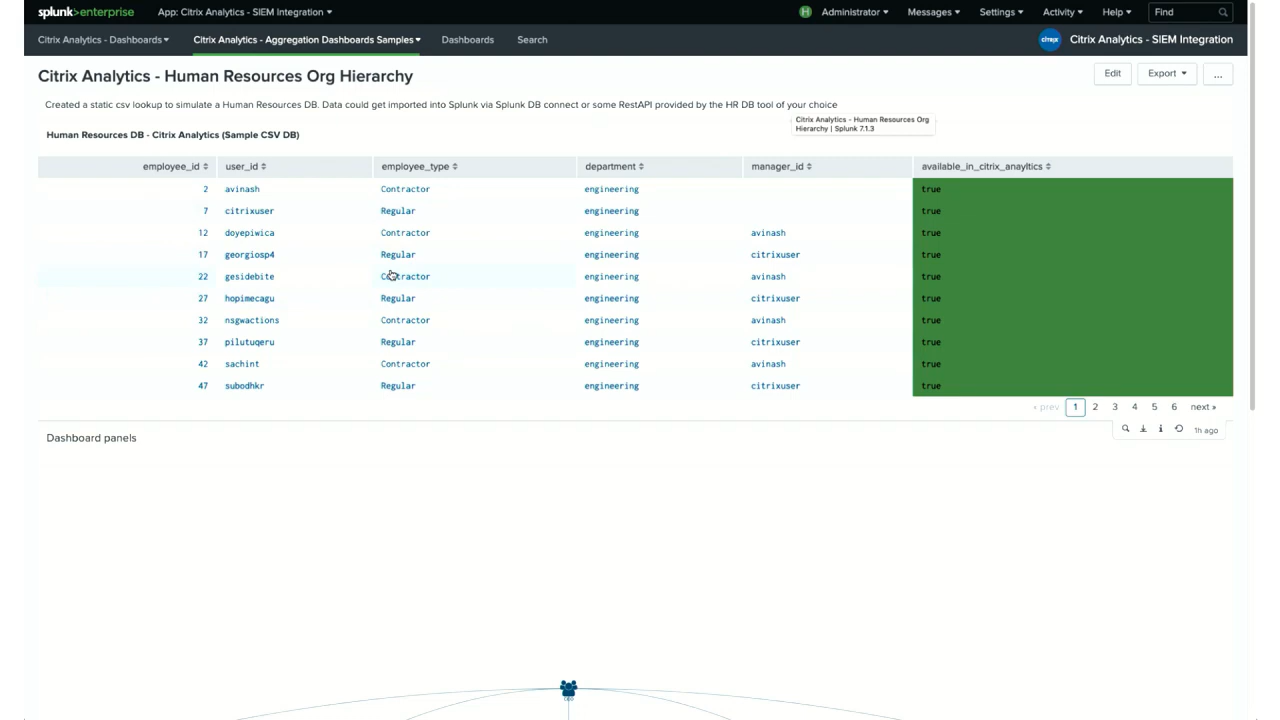 splunk>enterprise App: Citrix Analytics - SIEM Integration Administrator Messages Settings Activity Help Find
Citrix Analytics - Dashboards Citrix Analytics - Aggregation Dashboards Samples Dashboards Search citrix Citrix Analytics - SIEM Integration
Citrix Analytics - Human Resources Org Hierarchy Edit Export ...
Created a static csv lookup to simulate a Human Resources DB. Data could get imported into Splunk via Splunk DB connect or some RestAPI provided by the HR DB tool of your choice
Citrix Analytics - Human Resources Org
Hierarchy | Splunk 7.1.3
Human Resources DB - Citrix Analytics (Sample CSV DB)
employee_id user_id employee_type department manager_id available_in_citrix_anayltics
2 avinash Contractor engineering true
7 citrixuser Regular engineering true
12 doyepiwica Contractor engineering avinash true
17 georgiosp4 Regular engineering citrixuser true
22 gesidebite Contractor engineering avinash true
27 hopimecagu Regular engineering citrixuser true
32 nsgwactions Contractor engineering avinash true
37 pilutuqeru Regular engineering citrixuser true
42 sachint Contractor engineering avinash true
47 subodhkr Regular engineering citrixuser true
« prev 1 2 3 4 5 6 next »
1h ago
Dashboard panels